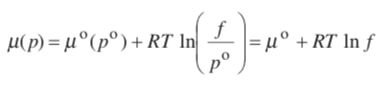 μ(p) = μ°(p°) + RT ln(f / p°) = μ° + RT ln f